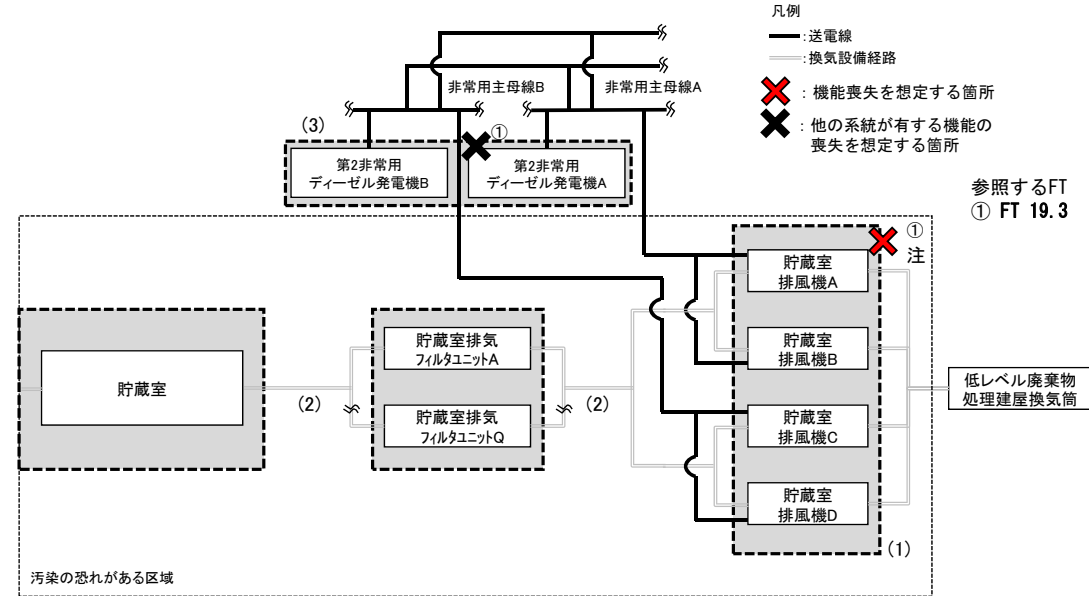 凡例
:送電線
:換気設備経路
: 機能喪失を想定する箇所
: 他の系統が有する機能の
喪失を想定する箇所
参照するFT
① FT 19.3
非常用主母線B
非常用主母線A
(3)
①
第2非常用
ディーゼル発電機B
第2非常用
ディーゼル発電機A
①
注
貯蔵室
排風機A
貯蔵室
排風機B
貯蔵室
排風機C
貯蔵室
排風機D
(1)
貯蔵室
(2)
貯蔵室排気
フィルタユニットA
貯蔵室排気
フィルタユニットQ
(2)
低レベル廃棄物
処理建屋換気筒
汚染の恐れがある区域